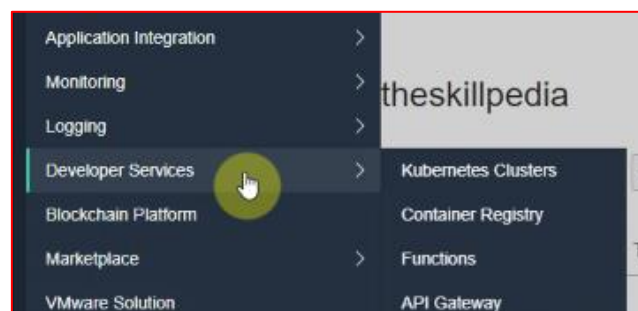 Application Integration
Monitoring
theskillpedia
Logging
Developer Services
Kubernetes Clusters
Blockchain Platform
Container Registry
Marketplace
Functions
VMware Solution
API Gateway